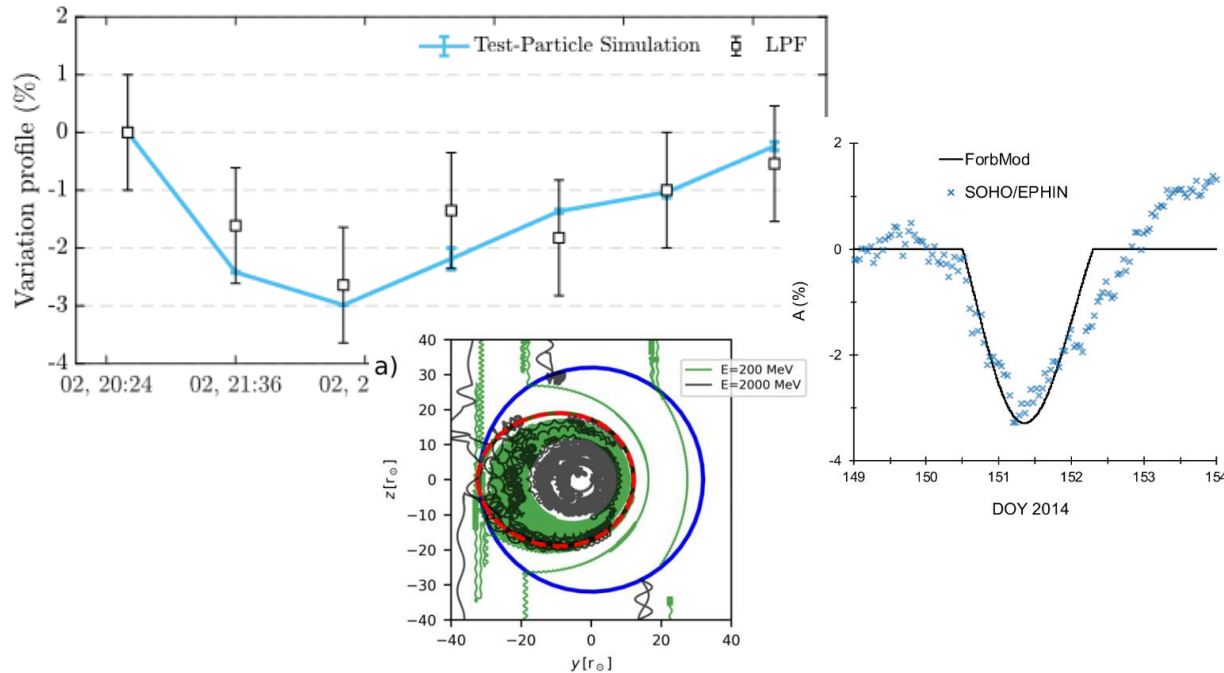 2
1
0
-1
-2
-3
-4
Variation profile (%)
Test-Particle Simulation
LPF
02, 20:24
02, 21:36
02, 2
a)
40
30
20
10
0
−10
−20
−30
−40
z [r☉]
E=200 MeV
E=2000 MeV
−40
−20
0
20
40
y [r☉]
2
0
-2
-4
A (%)
ForbMod
SOHO/EPHIN
149
150
151
152
153
154
DOY 2014